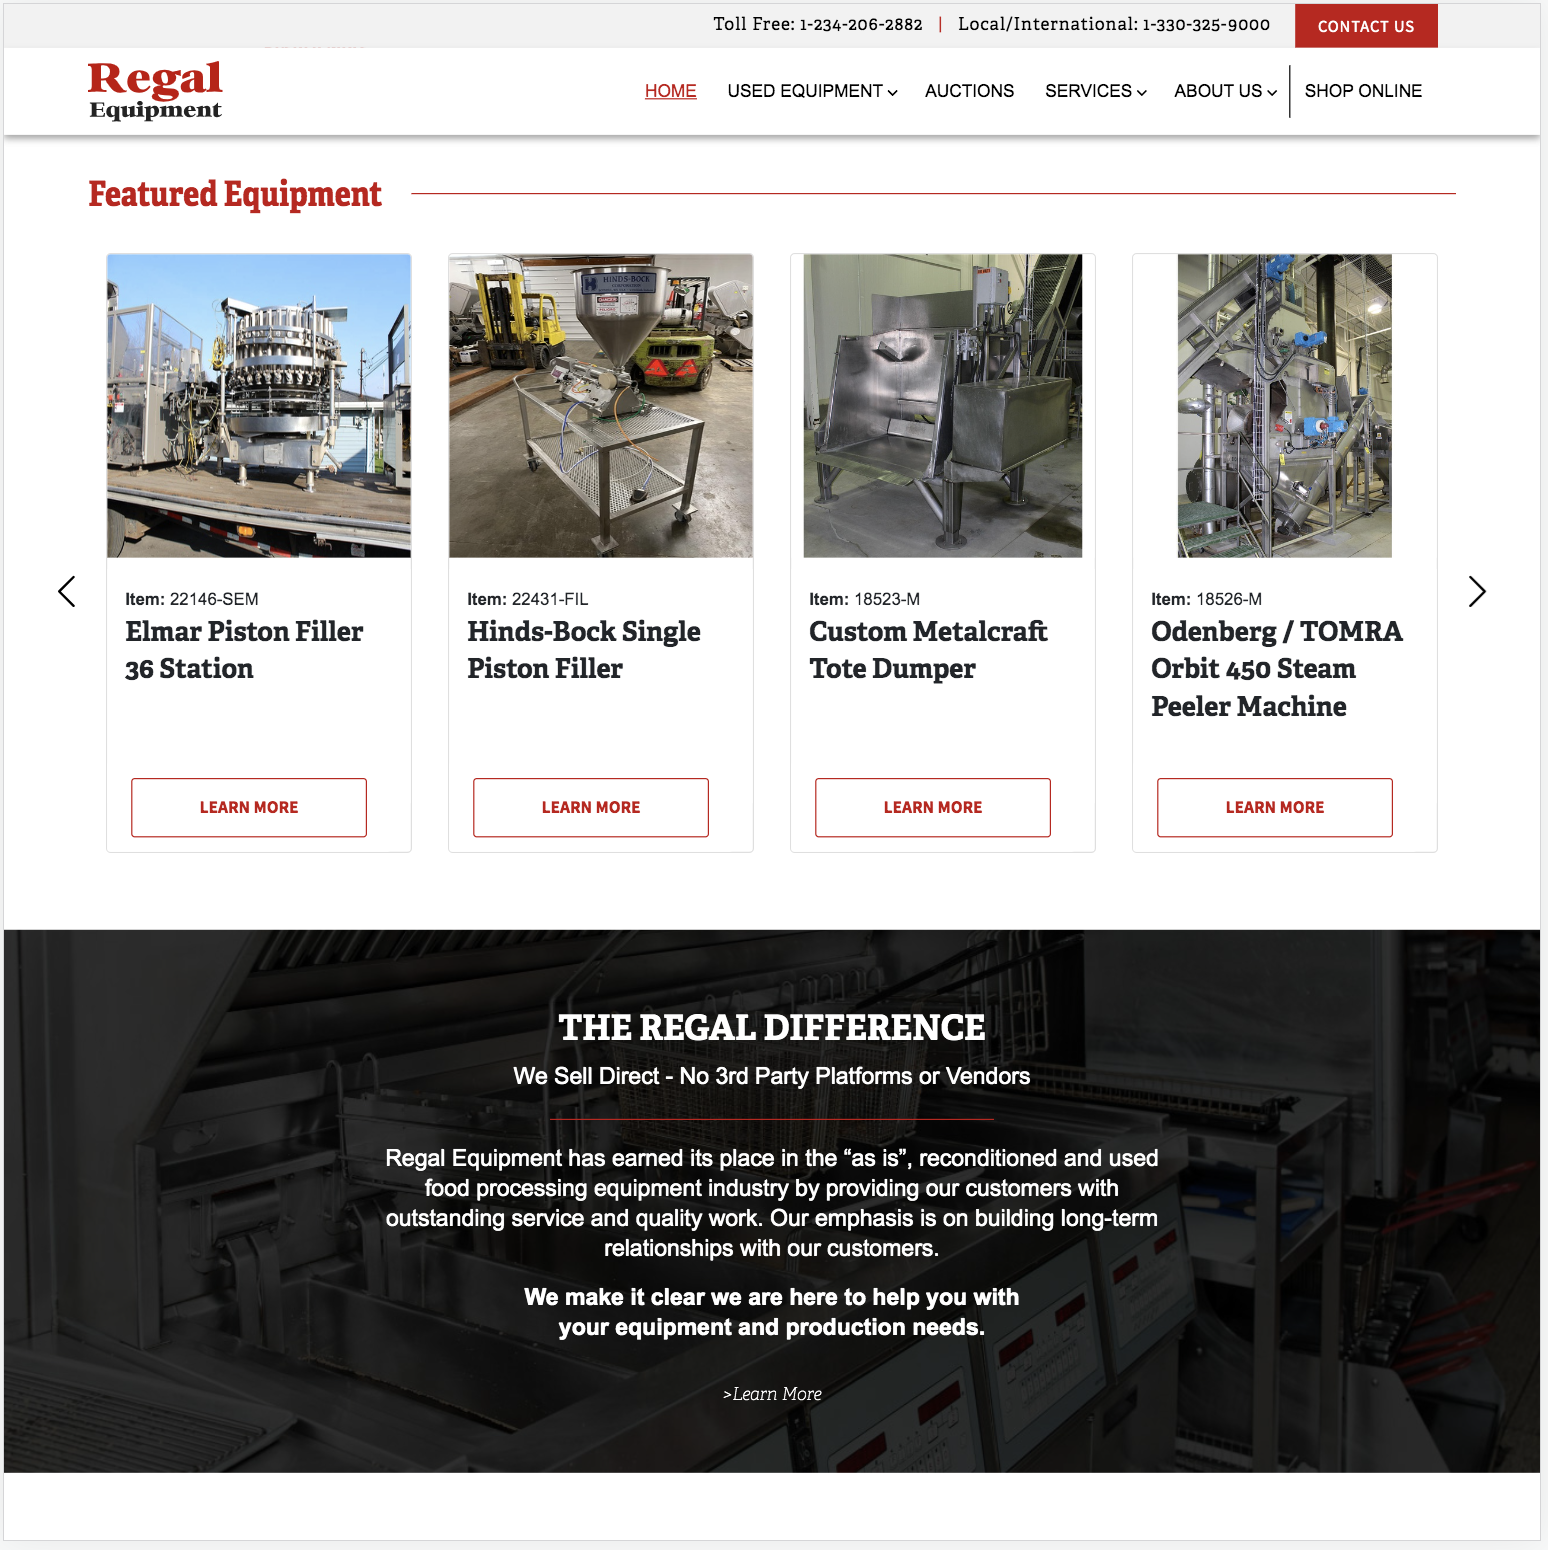 Toll Free: 1-234-206-2882 | Local/International: 1-330-325-9000 CONTACT US
Regal
Equipment
HOME USED EQUIPMENT AUCTIONS SERVICES ABOUT US SHOP ONLINE
Featured Equipment
HINDS-BOCK
DANGER
Item: 22146-SEM
Elmar Piston Filler
36 Station
LEARN MORE
Item: 22431-FIL
Hinds-Bock Single
Piston Filler
LEARN MORE
Item: 18523-M
Custom Metalcraft
Tote Dumper
LEARN MORE
Item: 18526-M
Odenberg / TOMRA
Orbit 450 Steam
Peeler Machine
LEARN MORE
THE REGAL DIFFERENCE
We Sell Direct - No 3rd Party Platforms or Vendors
Regal Equipment has earned its place in the “as is”, reconditioned and used
food processing equipment industry by providing our customers with
outstanding service and quality work. Our emphasis is on building long-term
relationships with our customers.
We make it clear we are here to help you with
your equipment and production needs.
>Learn More